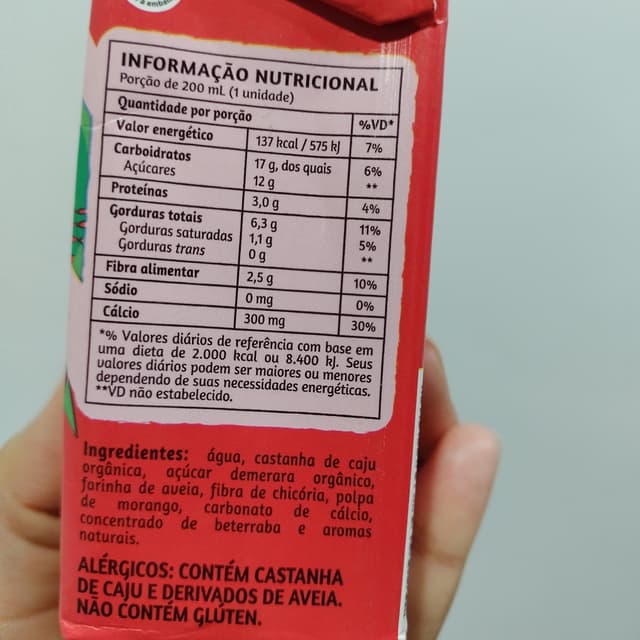 INFORMAÇÃO NUTRICIONAL
Porção de 200 mL (1 unidade)
Quantidade por porção %VD*
Valor energético 137 kcal / 575 kJ 7%
Carboidratos 17 g, dos quais 6%
Açúcares 12 g **
Proteínas 3,0 g 4%
Gorduras totais 6,3 g 11%
Gorduras saturadas 1,1 g 5%
Gorduras trans 0 g **
Fibra alimentar 2,5 g 10%
Sódio 0 mg 0%
Cálcio 300 mg 30%
*% Valores diários de referência com base em
uma dieta de 2.000 kcal ou 8.400 kJ. Seus
valores diários podem ser maiores ou menores
dependendo de suas necessidades energéticas.
**VD não estabelecido.
Ingredientes: água, castanha de caju
orgânica, açúcar demerara orgânico,
farinha de aveia, fibra de chicória, polpa
de morango, carbonato de cálcio,
concentrado de beterraba e aromas
naturais.
ALÉRGICOS: CONTÉM CASTANHA
DE CAJU E DERIVADOS DE AVEIA.
NÃO CONTÉM GLÚTEN.